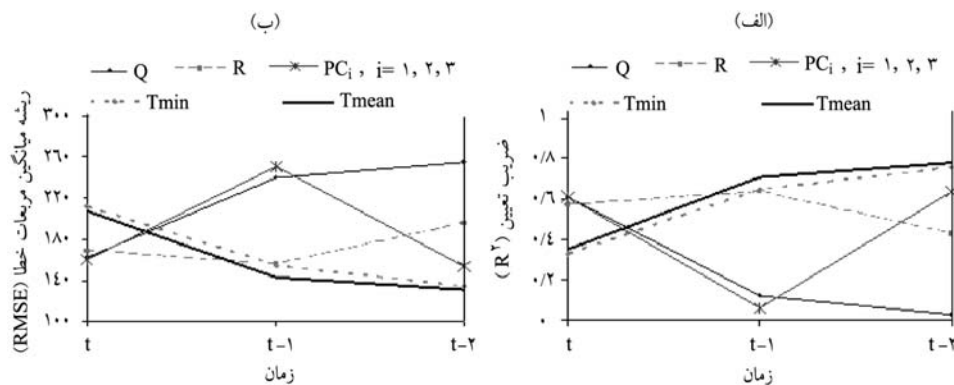 (الف)
Q R PCᵢ , i= ۱, ۲, ۳
Tmin Tmean
ضریب تعیین (R۲)
۱
۰/۸
۰/۶
۰/۴
۰/۲
۰
t t-۱ t-۲
زمان
(ب)
Q R PCᵢ , i= ۱, ۲, ۳
Tmin Tmean
ریشه میانگین مربعات خطا (RMSE)
۳۰۰
۲۶۰
۲۲۰
۱۸۰
۱۴۰
۱۰۰
t t-۱ t-۲
زمان